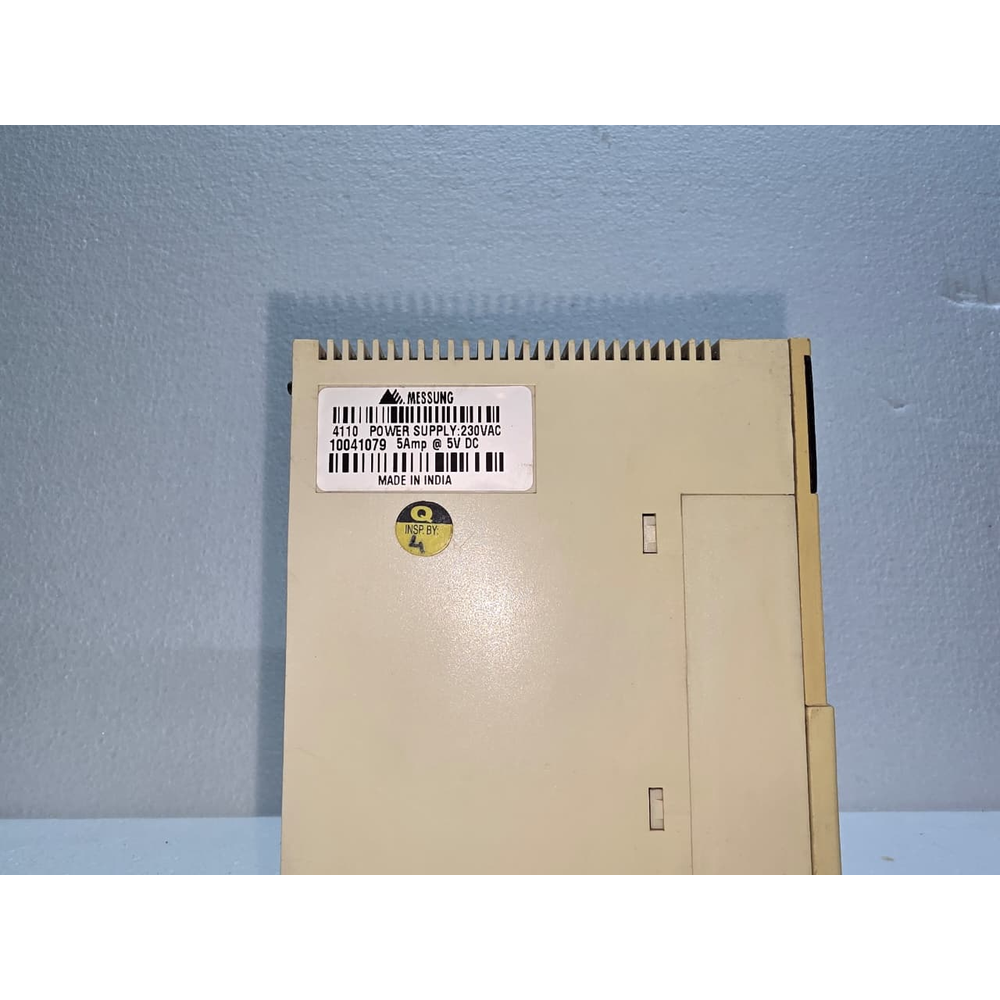 MESSUNG
4110 POWER SUPPLY:230VAC
10041079 5Amp @ 5V DC
MADE IN INDIA
Q
INSP. BY:
4